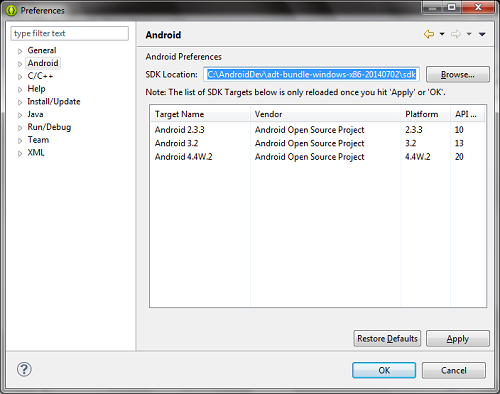 Preferences
type filter text
General
Android
C/C++
Help
Install/Update
Java
Run/Debug
Team
XML
Android
Android Preferences
SDK Location: C:\AndroidDev\adt-bundle-windows-x86-20140702\sdk Browse...
Note: The list of SDK Targets below is only reloaded once you hit 'Apply' or 'OK'.
Target Name Vendor Platform API ...
Android 2.3.3 Android Open Source Project 2.3.3 10
Android 3.2 Android Open Source Project 3.2 13
Android 4.4W.2 Android Open Source Project 4.4W.2 20
Restore Defaults Apply
? OK Cancel